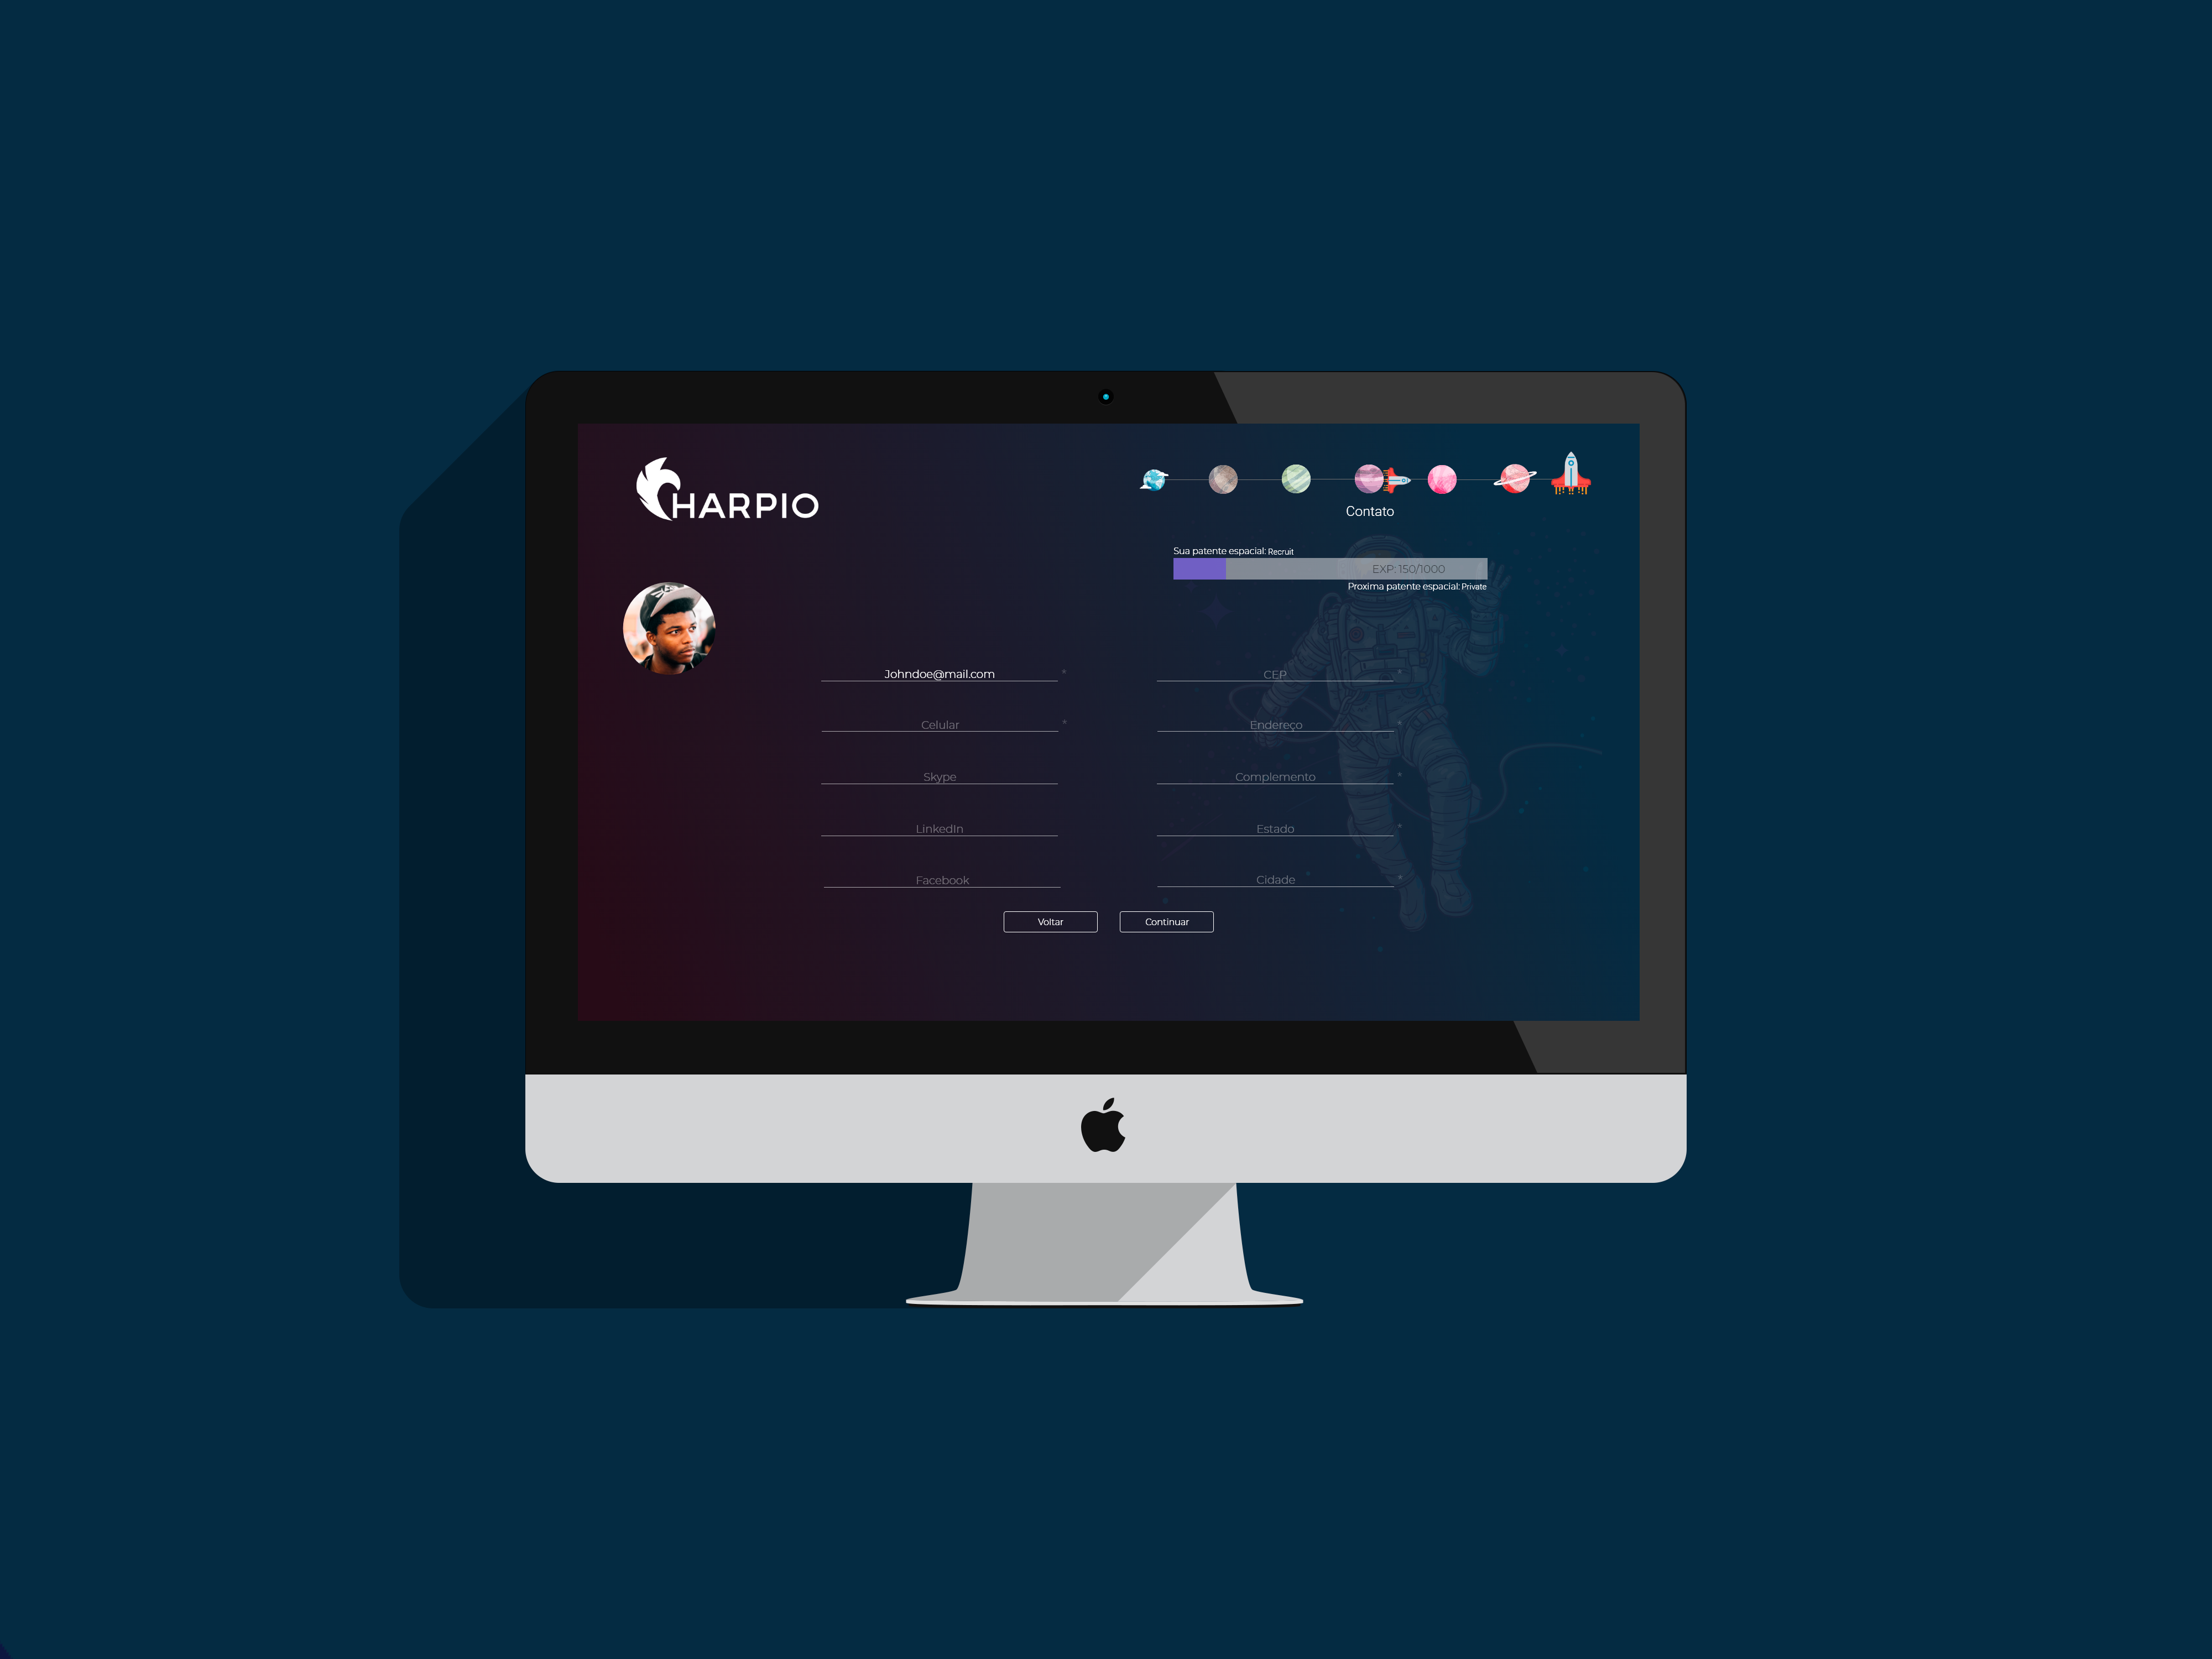 HARPIO
Contato
Sua patente espacial: Recruit
EXP: 150/1000
Proxima patente espacial: Private
Johndoe@mail.com *
CEP *
Celular *
Endereço *
Skype
Complemento *
LinkedIn
Estado *
Facebook
Cidade *
Voltar
Continuar